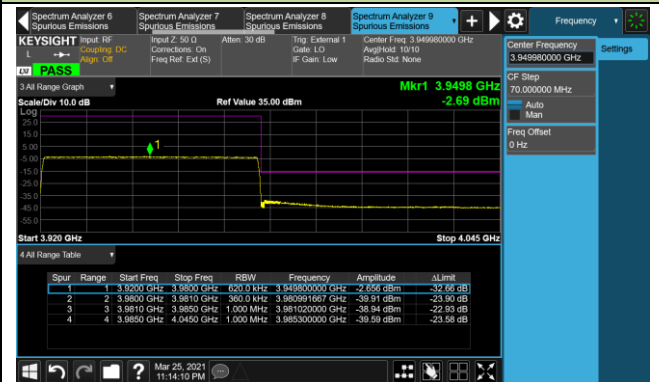 Spectrum Analyzer 6
Spurious Emissions
Spectrum Analyzer 7
Spurious Emissions
Spectrum Analyzer 8
Spurious Emissions
Spectrum Analyzer 9
Spurious Emissions
Frequency
KEYSIGHT
L
Input: RF
Coupling: DC
Align: Off
Input Z: 50 Ω
Corrections: On
Freq Ref: Ext (S)
Atten: 30 dB
Trig: External 1
Gate: LO
IF Gain: Low
Center Freq: 3.949980000 GHz
Avg|Hold: 10/10
Radio Std: None
LXI PASS
Center Frequency
3.949980000 GHz
Settings
CF Step
70.000000 MHz
Auto
Man
Freq Offset
0 Hz
3 All Range Graph
Mkr1 3.9498 GHz
Scale/Div 10.0 dB
Ref Value 35.00 dBm
-2.69 dBm
Log
25.0
15.0
5.00
1
-5.00
-15.0
-25.0
-35.0
-45.0
-55.0
Start 3.920 GHz
Stop 4.045 GHz
4 All Range Table
Spur Range Start Freq Stop Freq RBW Frequency Amplitude ΔLimit
1 1 3.9200 GHz 3.9800 GHz 620.0 kHz 3.949800000 GHz -2.656 dBm -32.66 dB
2 2 3.9800 GHz 3.9810 GHz 360.0 kHz 3.980991667 GHz -39.91 dBm -23.90 dB
3 3 3.9810 GHz 3.9850 GHz 1.000 MHz 3.981020000 GHz -38.94 dBm -22.93 dB
4 4 3.9850 GHz 4.0450 GHz 1.000 MHz 3.985300000 GHz -39.59 dBm -23.58 dB
Mar 25, 2021
11:14:10 PM